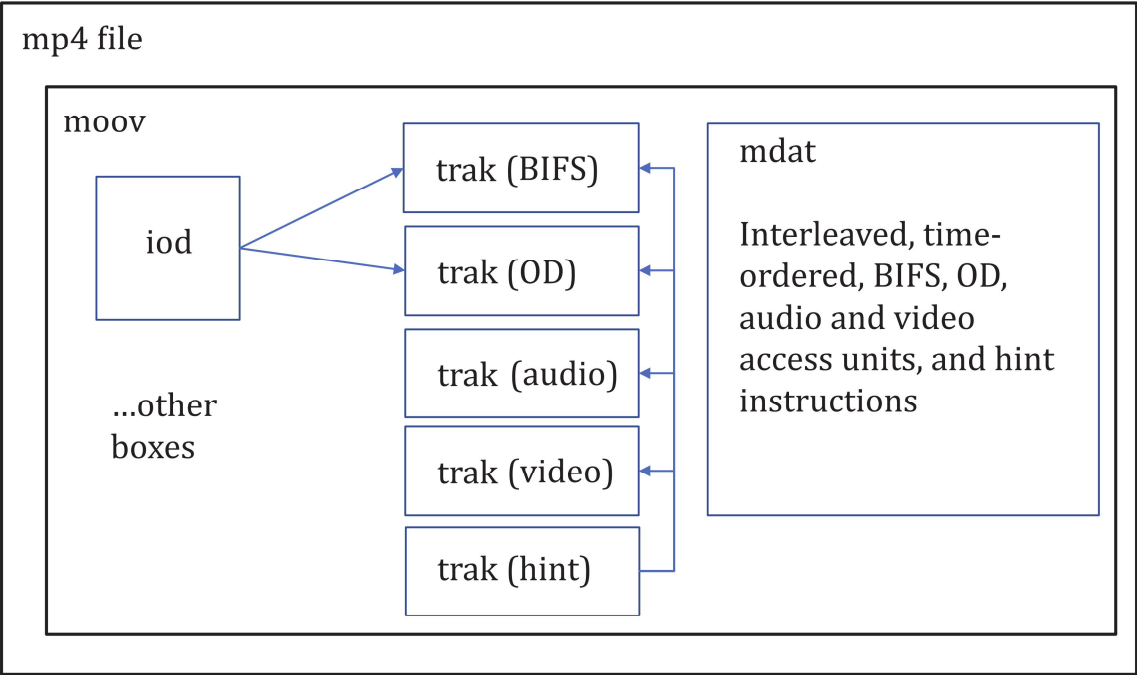 mp4 file
moov
iod
…other
boxes
trak (BIFS)
trak (OD)
trak (audio)
trak (video)
trak (hint)
mdat
Interleaved, time-
ordered, BIFS, OD,
audio and video
access units, and hint
instructions